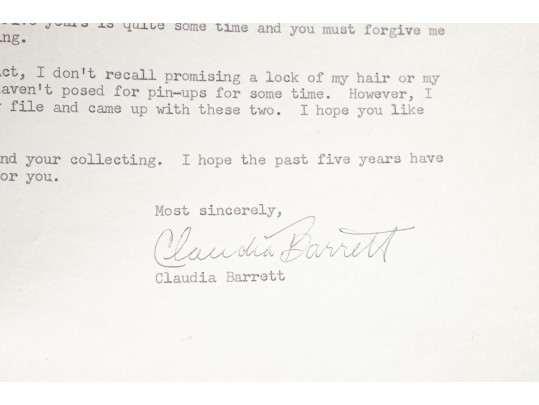 years is quite some time and you must forgive me
ng.
ct, I don't recall promising a lock of my hair or my
aven't posed for pin-ups for some time.  However, I
file and came up with these two.  I hope you like
nd your collecting.  I hope the past five years have
or you.
Most sincerely,
Claudia Barrett
Claudia Barrett